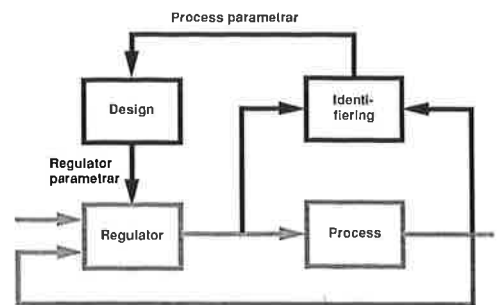 Process parametrar
Design
Identi-
fiering
Regulator
parametrar
Regulator
Process